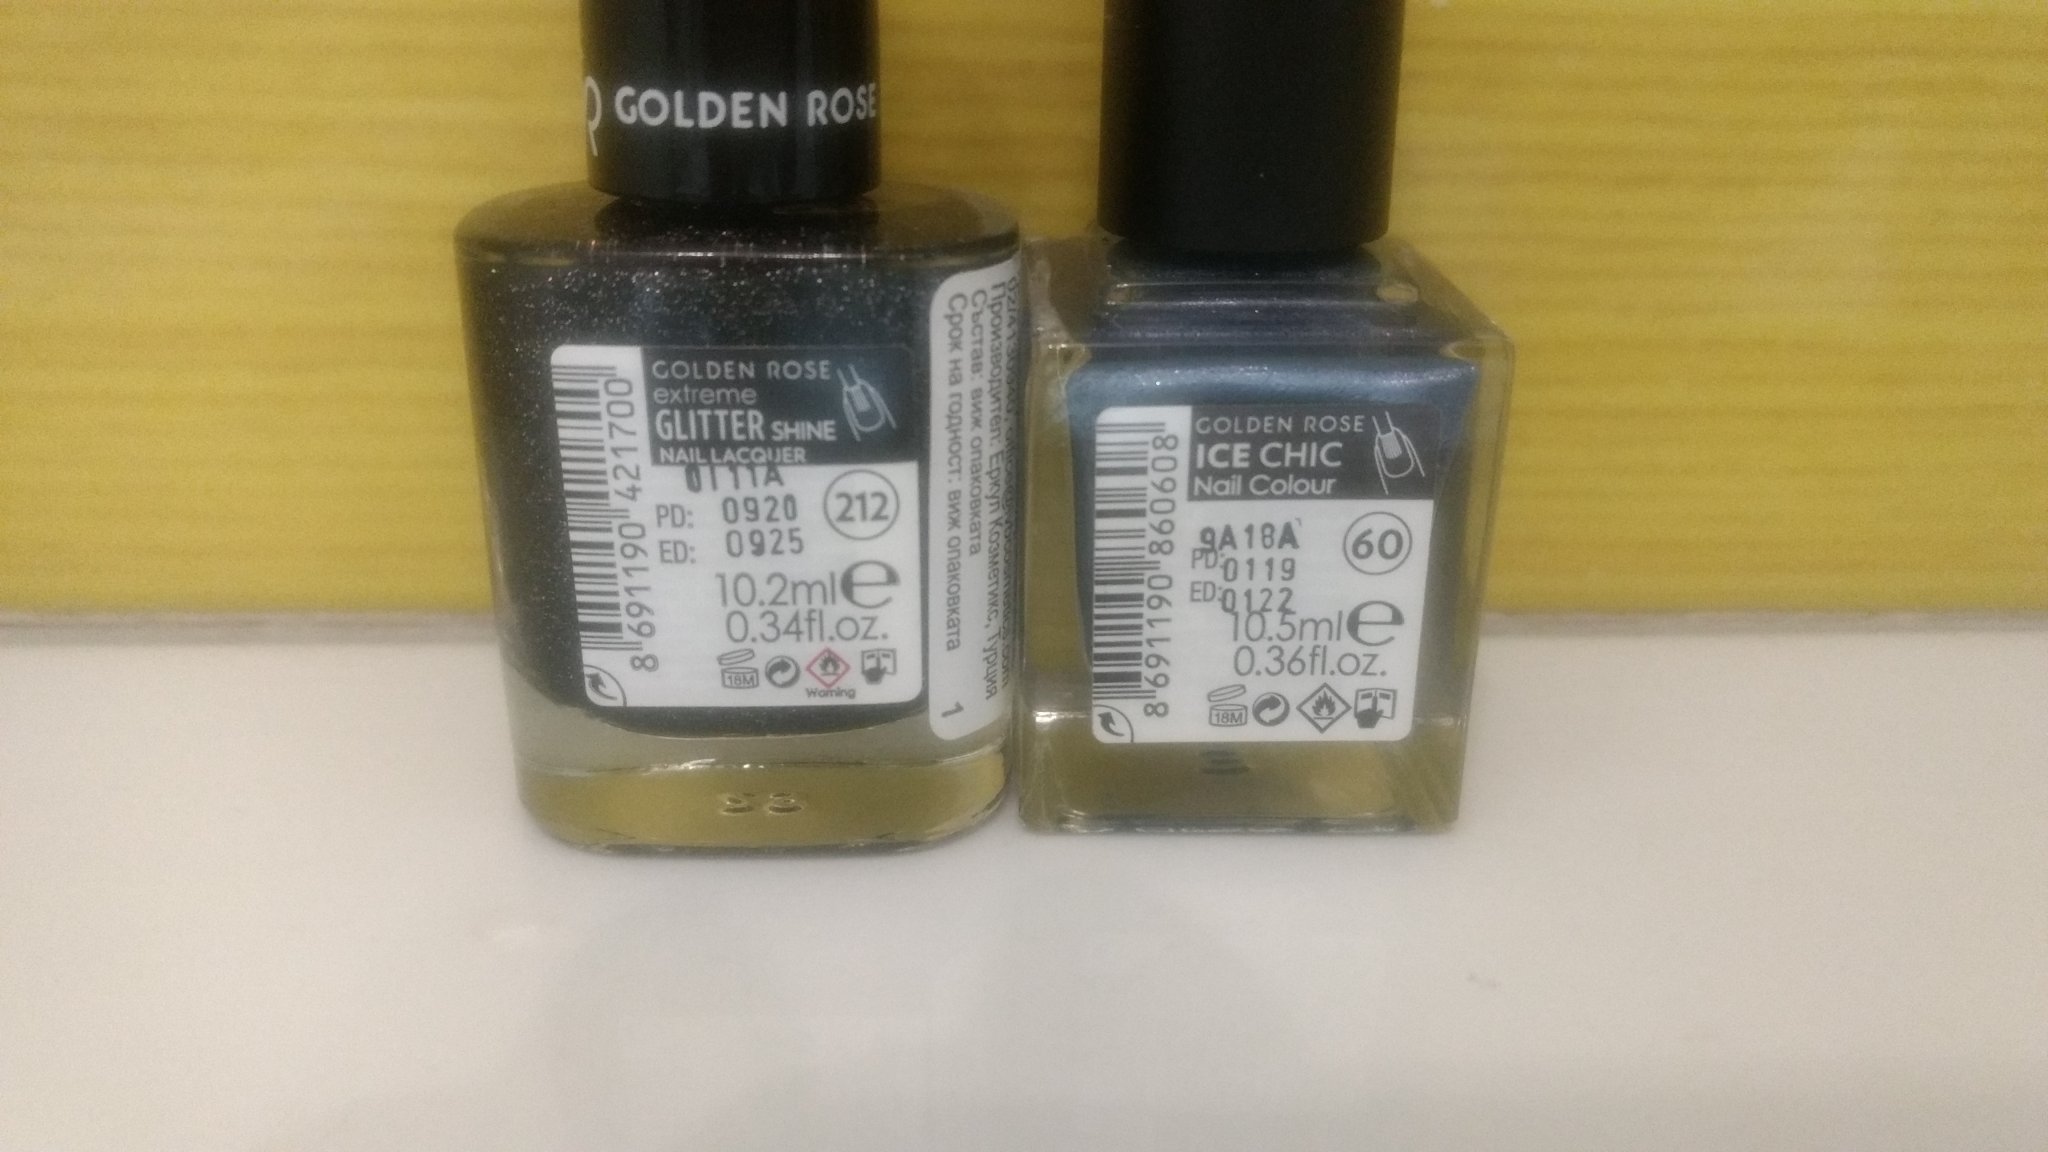 GOLDEN ROSE
GOLDEN ROSE
extreme
GLITTER SHINE
NAIL LACQUER
0111A
212
PD: 0920
ED: 0925
10.2ml e
0.34fl.oz.
18M
Warning
8 691190 421700
Производител: Еркул Козметикс, Турция
Състав: виж опаковката
Срок на годност: виж опаковката
1
GOLDEN ROSE
ICE CHIC
Nail Colour
9A18A
60
PD: 0119
ED: 0122
10.5ml e
0.36fl.oz.
18M
8 691190 860608